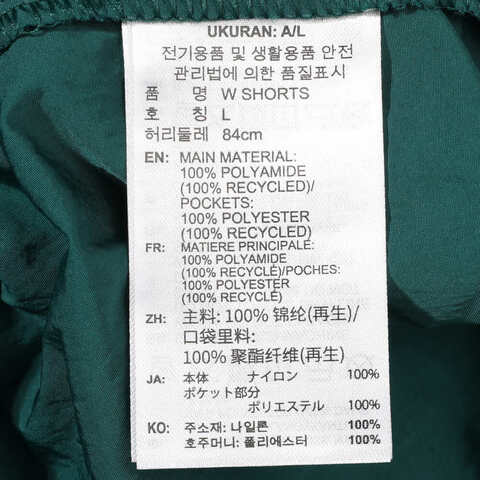 UKURAN: A/L
전기용품 및 생활용품 안전
관리법에 의한 품질표시
품 명 W SHORTS
호 칭 L
허리둘레 84cm
EN: MAIN MATERIAL:
100% POLYAMIDE
(100% RECYCLED)/
POCKETS:
100% POLYESTER
(100% RECYCLED)
FR: MATIERE PRINCIPALE:
100% POLYAMIDE
(100% RECYCLÉ)/POCHES:
100% POLYESTER
(100% RECYCLÉ)
ZH: 主料: 100% 锦纶(再生)/
口袋里料:
100% 聚酯纤维(再生)
JA: 本体 ナイロン 100%
ポケット部分
ポリエステル 100%
KO: 주소재: 나일론 100%
호주머니: 폴리에스터 100%